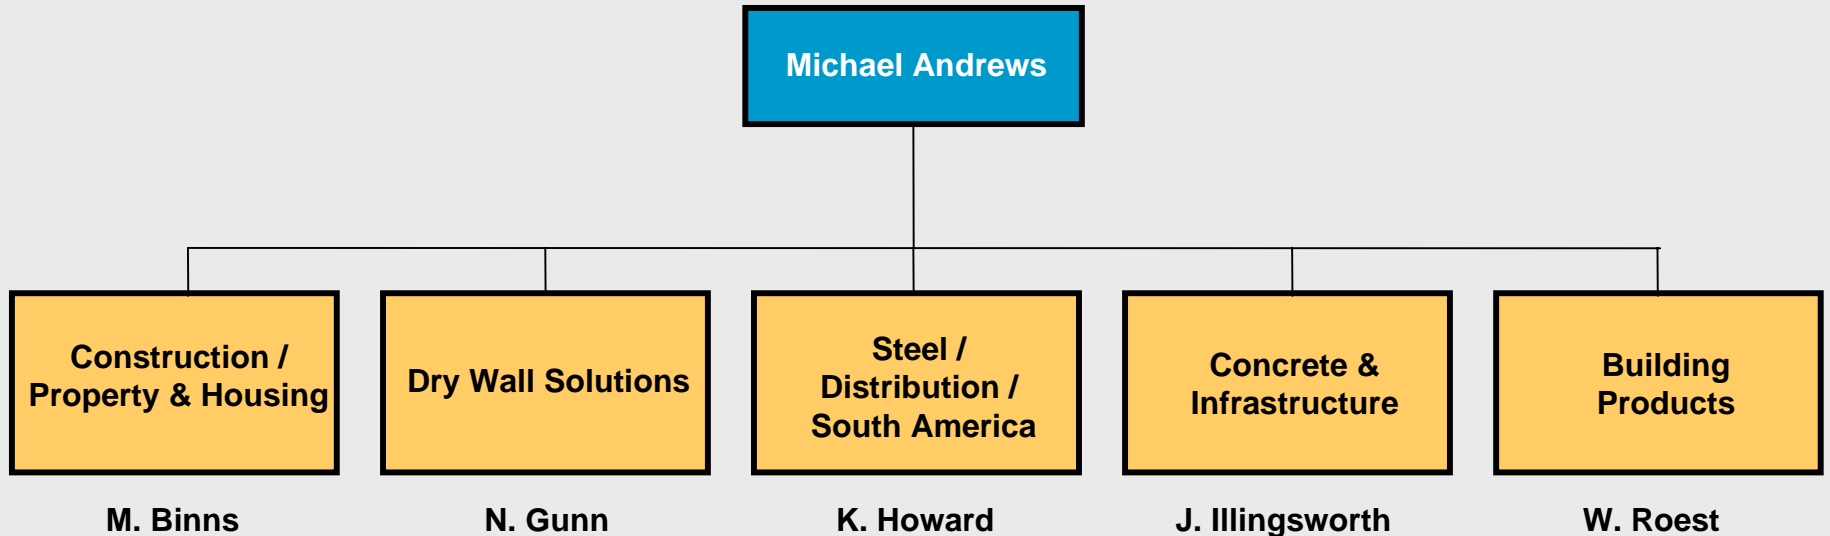 Michael Andrews
Construction /
Property & Housing
Dry Wall Solutions
Steel /
Distribution /
South America
Concrete &
Infrastructure
Building
Products
M. Binns
N. Gunn
K. Howard
J. Illingsworth
W. Roest